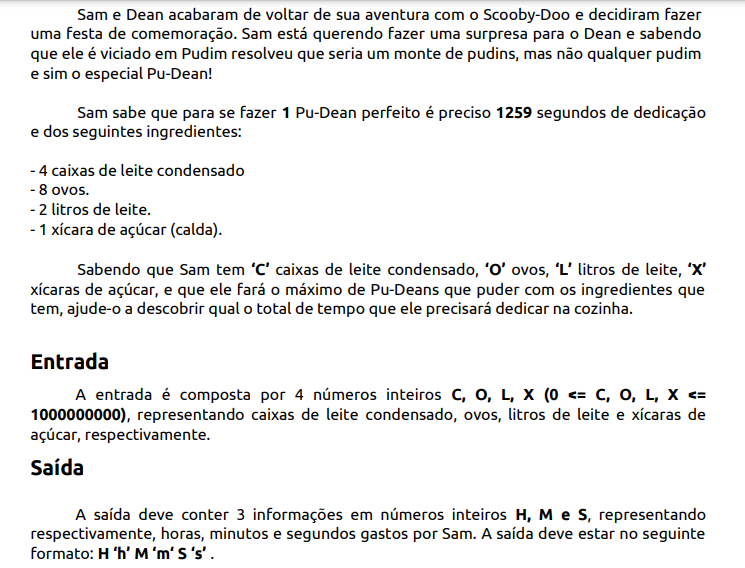 Sam e Dean acabaram de voltar de sua aventura com o Scooby-Doo e decidiram fazer
uma festa de comemoração. Sam está querendo fazer uma surpresa para o Dean e sabendo
que ele é viciado em Pudim resolveu que seria um monte de pudins, mas não qualquer pudim
e sim o especial Pu-Dean!
Sam sabe que para se fazer 1 Pu-Dean perfeito é preciso 1259 segundos de dedicação
e dos seguintes ingredientes:
- 4 caixas de leite condensado
- 8 ovos.
- 2 litros de leite.
- 1 xícara de açúcar (calda).
Sabendo que Sam tem ‘C’ caixas de leite condensado, ‘O’ ovos, ‘L’ litros de leite, ‘X’
xícaras de açúcar, e que ele fará o máximo de Pu-Deans que puder com os ingredientes que
tem, ajude-o a descobrir qual o total de tempo que ele precisará dedicar na cozinha.
Entrada
A entrada é composta por 4 números inteiros C, O, L, X (0 <= C, O, L, X <=
1000000000), representando caixas de leite condensado, ovos, litros de leite e xícaras de
açúcar, respectivamente.
Saída
A saída deve conter 3 informações em números inteiros H, M e S, representando
respectivamente, horas, minutos e segundos gastos por Sam. A saída deve estar no seguinte
formato: H ‘h’ M ‘m‘ S ‘s’ .